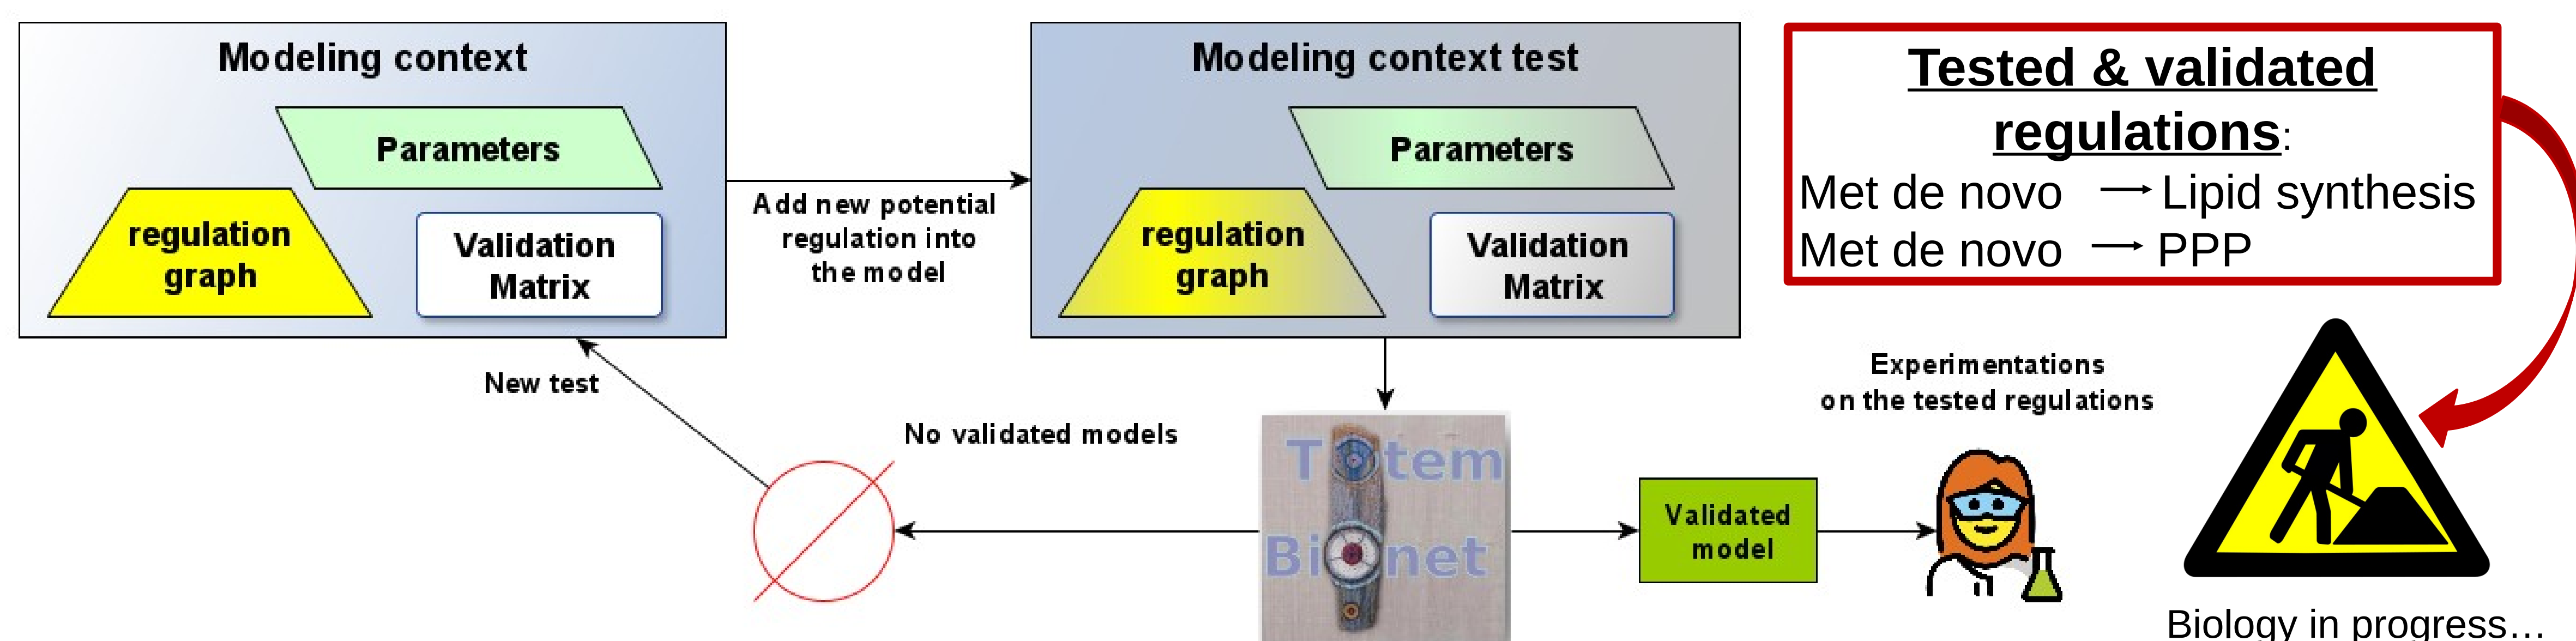 Modeling context
Parameters
regulation
graph
Validation
Matrix
Add new potential
regulation into
the model
Modeling context test
Parameters
regulation
graph
Validation
Matrix
Tested & validated
regulations:
Met de novo → Lipid synthesis
Met de novo → PPP
New test
No validated models
Totem
Bionet
Validated
model
Experimentations
on the tested regulations
Biology in progress...